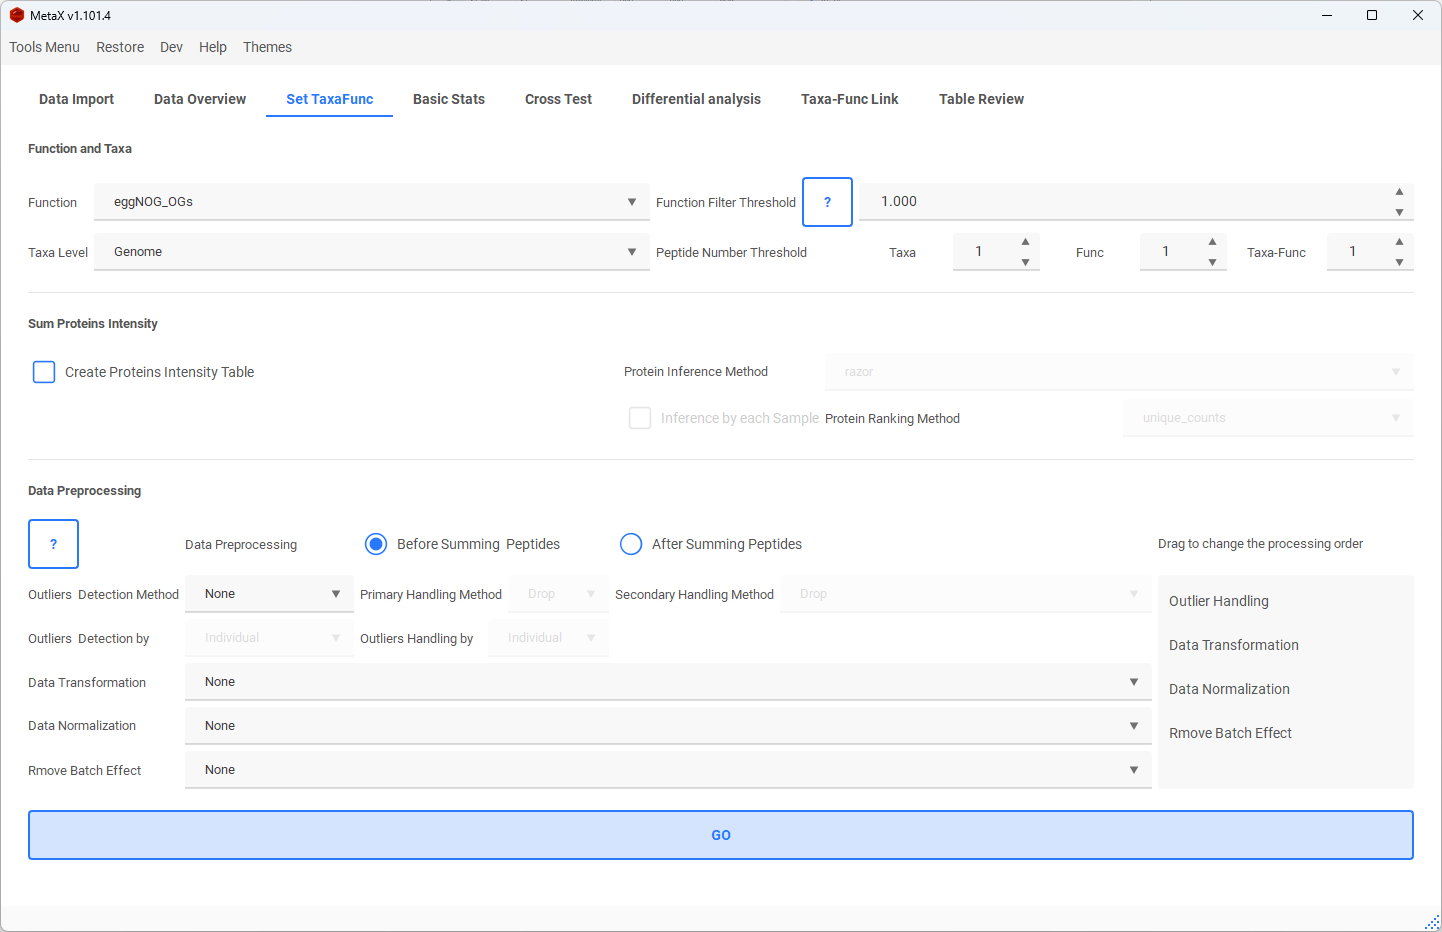 MetaX v1.101.4
Tools Menu Restore Dev Help Themes
Data Import Data Overview Set TaxaFunc Basic Stats Cross Test Differential analysis Taxa-Func Link Table Review
Function and Taxa
Function eggNOG_OGs Function Filter Threshold ? 1.000
Taxa Level Genome Peptide Number Threshold Taxa 1 Func 1 Taxa-Func 1
Sum Proteins Intensity
Create Proteins Intensity Table Protein Inference Method razor
Inference by each Sample Protein Ranking Method unique_counts
Data Preprocessing
? Data Preprocessing Before Summing Peptides After Summing Peptides Drag to change the processing order
Outliers Detection Method None Primary Handling Method Drop Secondary Handling Method Drop Outlier Handling
Outliers Detection by Individual Outliers Handling by Individual Data Transformation
Data Transformation None Data Normalization
Data Normalization None Rmove Batch Effect
Rmove Batch Effect None
GO